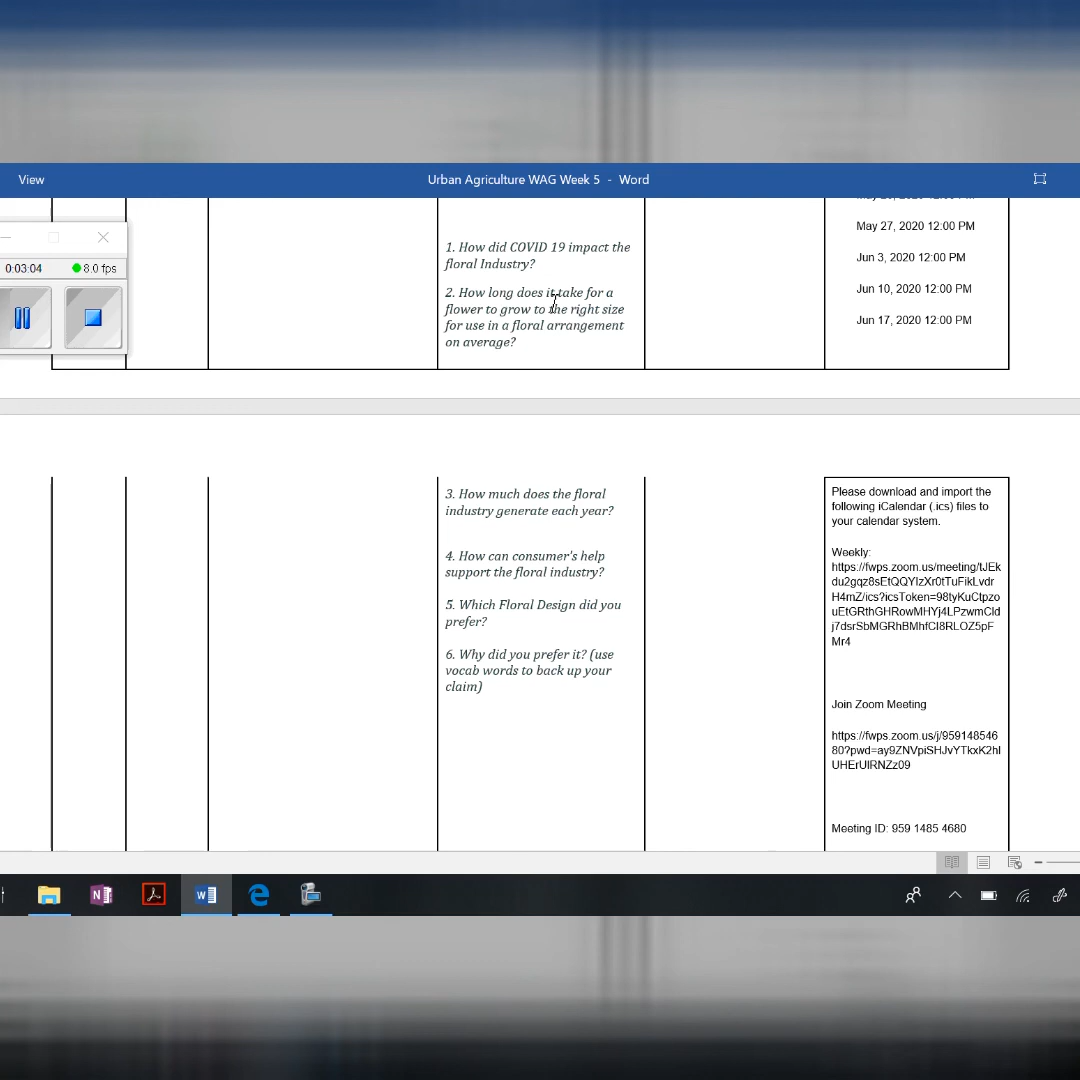 View
Urban Agriculture WAG Week 5 - Word
0:03:04
8.0 fps
1. How did COVID 19 impact the
floral Industry?
2. How long does it take for a
flower to grow to the right size
for use in a floral arrangement
on average?
May 27, 2020 12:00 PM
Jun 3, 2020 12:00 PM
Jun 10, 2020 12:00 PM
Jun 17, 2020 12:00 PM
3. How much does the floral
industry generate each year?
4. How can consumer's help
support the floral industry?
5. Which Floral Design did you
prefer?
6. Why did you prefer it? (use
vocab words to back up your
claim)
Please download and import the
following iCalendar (.ics) files to
your calendar system.
Weekly:
https://fwps.zoom.us/meeting/tJEk
du2gqz8sEtQQYIzXr0tTuFikLvdr
H4mZ/ics?icsToken=98tyKuCtpzo
uEtGRthGHRowMHYj4LPzwmCld
j7dsrSbMGRhBMhfCI8RLOZ5pF
Mr4
Join Zoom Meeting
https://fwps.zoom.us/j/959148546
80?pwd=ay9ZNVpiSHJvYTkxK2hI
UHErUlRNZz09
Meeting ID: 959 1485 4680